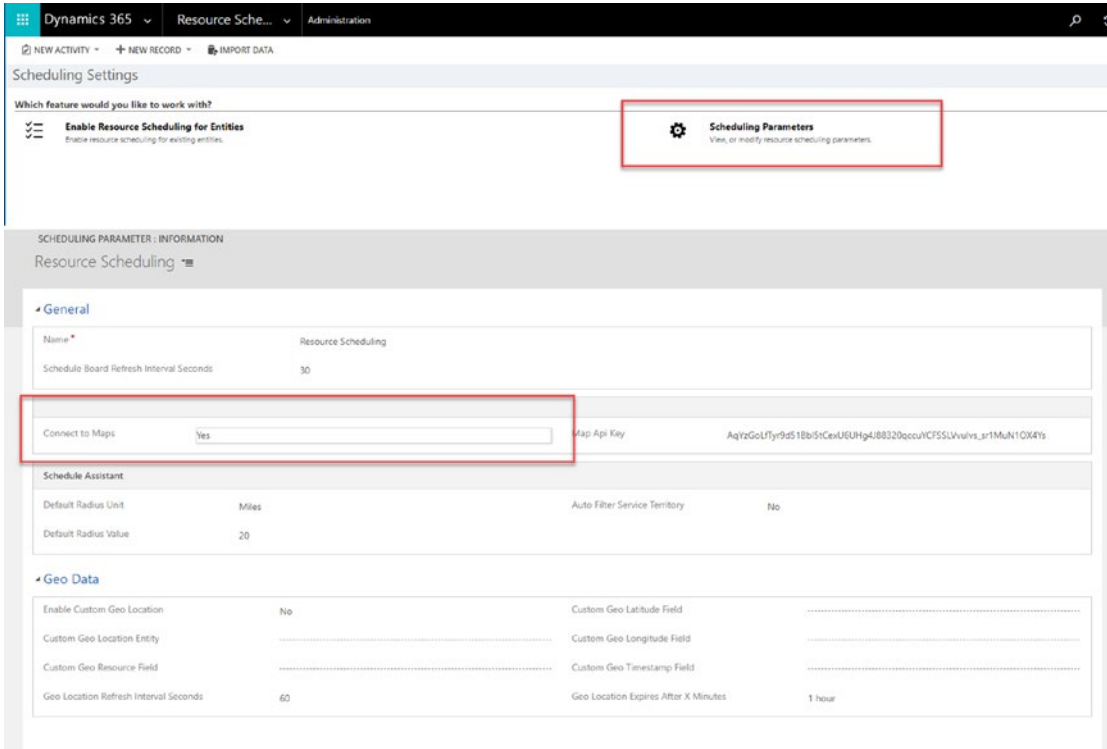 Dynamics 365 Resource Sche... Administration
NEW ACTIVITY NEW RECORD IMPORT DATA
Scheduling Settings
Which feature would you like to work with?
Enable Resource Scheduling for Entities Scheduling Parameters
Enable resource scheduling for existing entities. View, or modify resource scheduling parameters.
SCHEDULING PARAMETER : INFORMATION
Resource Scheduling
General
Name* Resource Scheduling
Schedule Board Refresh Interval Seconds 30
Connect to Maps Yes Map Api Key
Schedule Assistant
Default Radius Unit Miles Auto Filter Service Territory No
Default Radius Value 20
Geo Data
Enable Custom Geo Location No Custom Geo Latitude Field
Custom Geo Location Entity Custom Geo Longitude Field
Custom Geo Resource Field Custom Geo Timestamp Field
Geo Location Refresh Interval Seconds 60 Geo Location Expires After X Minutes 1 hour